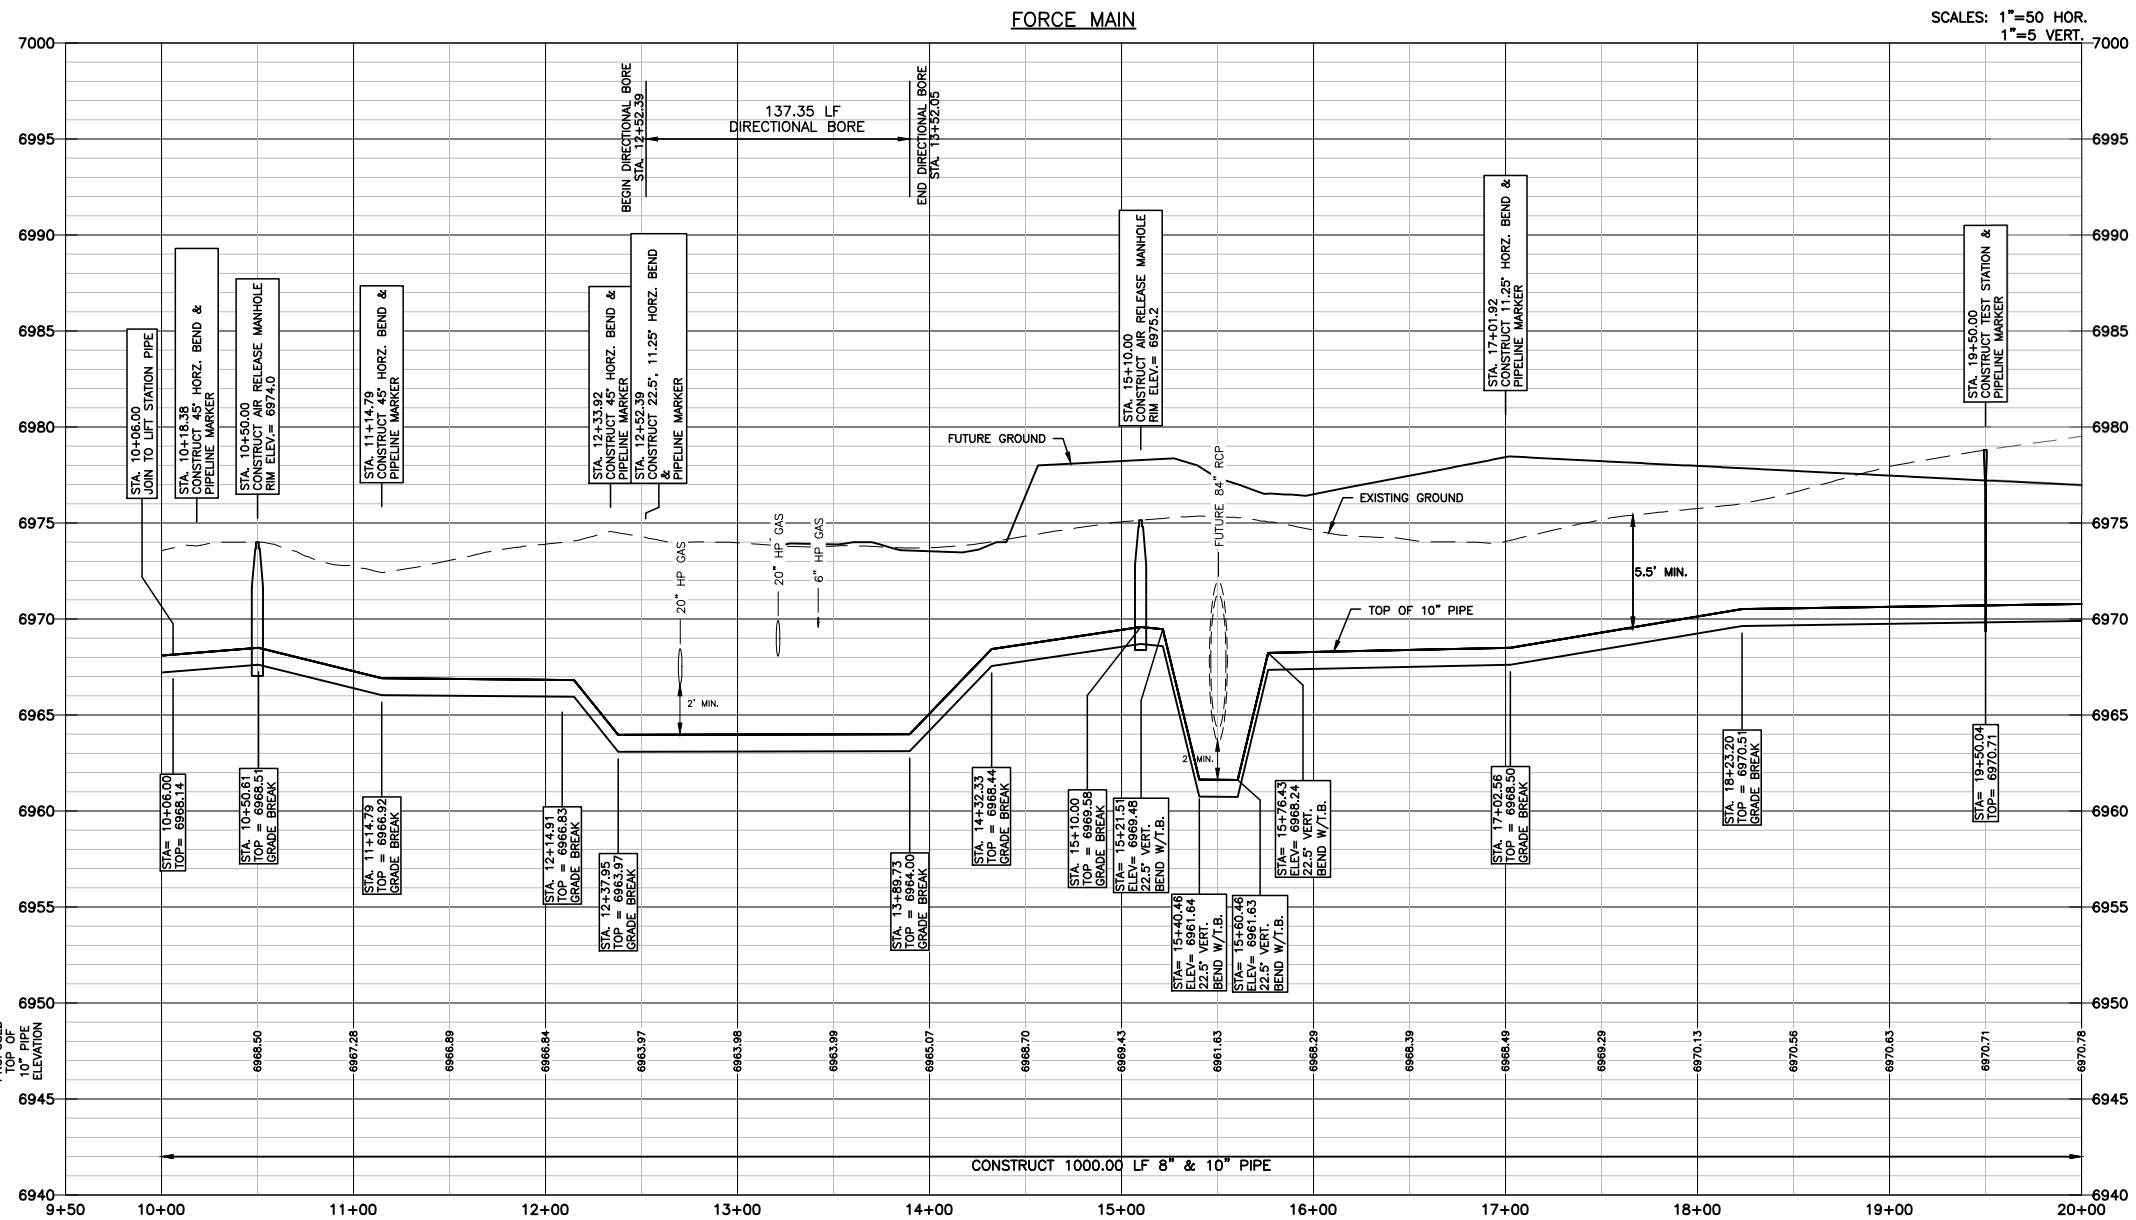 FORCE MAIN
SCALES: 1"=50 HOR.
1"=5 VERT.
7000
6995
6990
6985
6980
6975
6970
6965
6960
6955
6950
6945
6940
7000
6995
6990
6985
6980
6975
6970
6965
6960
6955
6950
6945
6940
BEGIN DIRECTIONAL BORE
STA. 12+52.39
137.35 LF
DIRECTIONAL BORE
END DIRECTIONAL BORE
STA. 13+52.05
STA. 10+06.00
JOIN TO LIFT STATION PIPE
STA. 10+18.38
CONSTRUCT 45° HORZ. BEND &
PIPELINE MARKER
STA. 10+50.00
CONSTRUCT AIR RELEASE MANHOLE
RIM ELEV.= 6974.0
STA. 11+14.79
CONSTRUCT 45° HORZ. BEND &
PIPELINE MARKER
STA. 12+33.92
CONSTRUCT 45° HORZ. BEND &
PIPELINE MARKER
STA. 12+52.39
CONSTRUCT 22.5°, 11.25° HORZ. BEND
&
PIPELINE MARKER
STA. 15+10.00
CONSTRUCT AIR RELEASE MANHOLE
RIM ELEV.= 6975.2
STA. 17+01.92
CONSTRUCT 11.25° HORZ. BEND &
PIPELINE MARKER
STA. 19+50.00
CONSTRUCT TEST STATION &
PIPELINE MARKER
FUTURE GROUND
EXISTING GROUND
FUTURE 84" RCP
20" HP GAS
20" HP GAS
6" HP GAS
2' MIN.
2' MIN.
5.5' MIN.
TOP OF 10" PIPE
STA= 10+06.00
TOP= 6968.14
STA. 10+50.61
TOP = 6968.51
GRADE BREAK
STA. 11+14.79
TOP = 6966.92
GRADE BREAK
STA. 12+14.91
TOP = 6966.83
GRADE BREAK
STA. 12+37.95
TOP = 6963.97
GRADE BREAK
STA. 13+89.73
TOP = 6964.00
GRADE BREAK
STA. 14+32.33
TOP = 6968.44
GRADE BREAK
STA. 15+10.00
TOP = 6969.58
GRADE BREAK
STA= 15+21.51
ELEV= 6969.48
22.5° VERT.
BEND W/T.B.
STA= 15+40.46
ELEV= 6961.64
22.5° VERT.
BEND W/T.B.
STA= 15+60.46
ELEV= 6961.63
22.5° VERT.
BEND W/T.B.
STA= 15+76.43
ELEV= 6968.24
22.5° VERT.
BEND W/T.B.
STA. 17+02.56
TOP = 6968.50
GRADE BREAK
STA. 18+23.20
TOP = 6970.51
GRADE BREAK
STA= 19+50.04
TOP= 6970.71
TOP OF
10" PIPE
ELEVATION
6968.50
6967.28
6966.89
6966.84
6963.97
6963.98
6963.99
6965.07
6968.70
6969.43
6961.63
6968.29
6968.39
6968.49
6969.29
6970.13
6970.56
6970.63
6970.71
6970.78
CONSTRUCT 1000.00 LF 8" & 10" PIPE
9+50
10+00
11+00
12+00
13+00
14+00
15+00
16+00
17+00
18+00
19+00
20+00